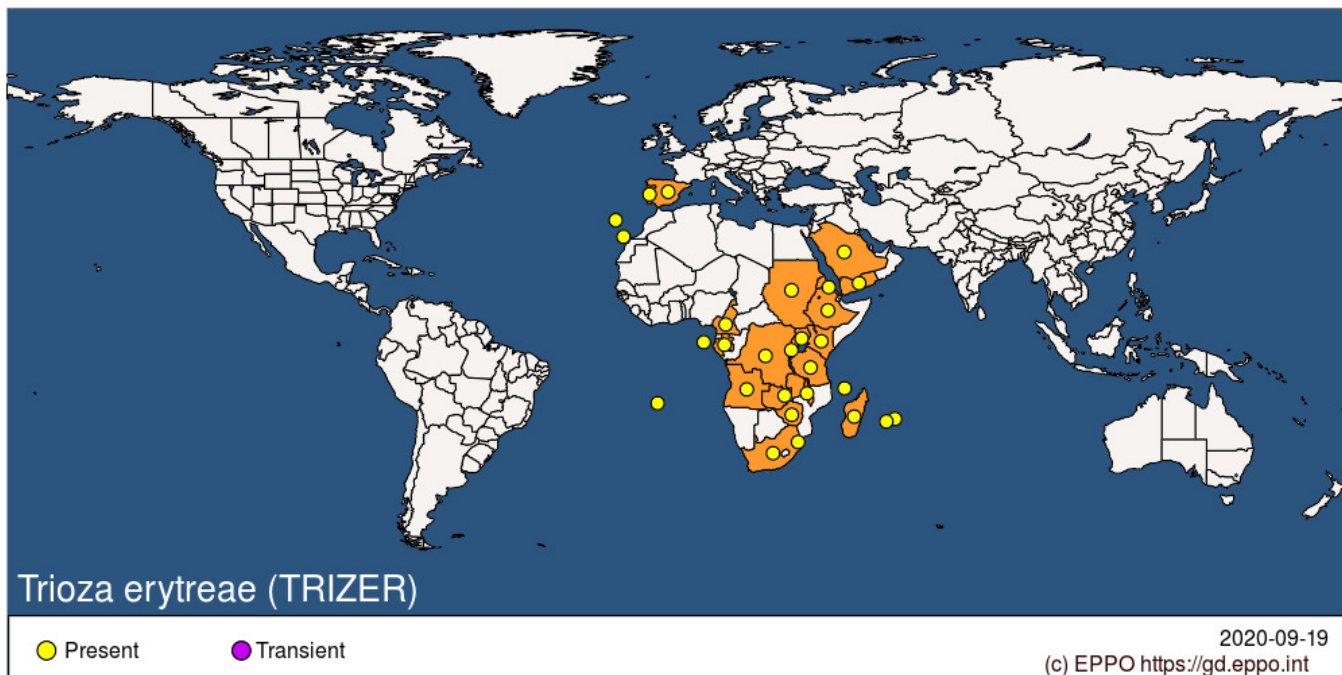 Trioza erytreae (TRIZER)
Present
Transient
2020-09-19
(c) EPPO https://gd.eppo.int